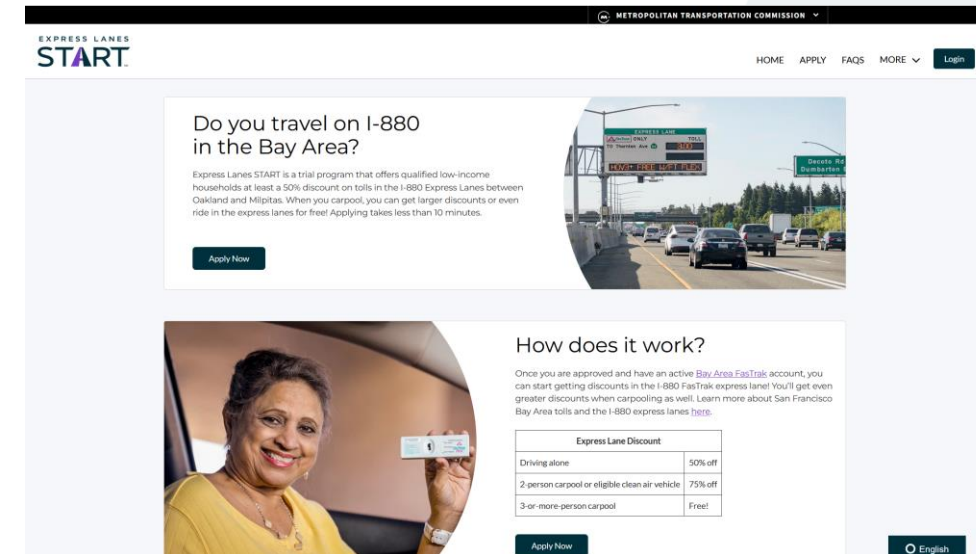 METROPOLITAN TRANSPORTATION COMMISSION
EXPRESS LANES
START
HOME APPLY FAQS MORE Login
Do you travel on I-880
in the Bay Area?
Express Lanes START is a trial program that offers qualified low-income
households at least a 50% discount on tolls in the I-880 Express Lanes between
Oakland and Milpitas. When you carpool, you can get larger discounts or even
ride in the express lanes for free! Applying takes less than 10 minutes.
Apply Now
EXPRESS LANE
ONLY TOLL
TO Thornton Ave
HOV3+ FREE W/FT FLEX
Decoto Rd
Dumbarton
How does it work?
Once you are approved and have an active Bay Area FasTrak account, you
can start getting discounts in the I-880 FasTrak express lane! You'll get even
greater discounts when carpooling as well. Learn more about San Francisco
Bay Area tolls and the I-880 express lanes here.
Express Lane Discount
Driving alone 50% off
2-person carpool or eligible clean air vehicle 75% off
3-or-more-person carpool Free!
Apply Now
English